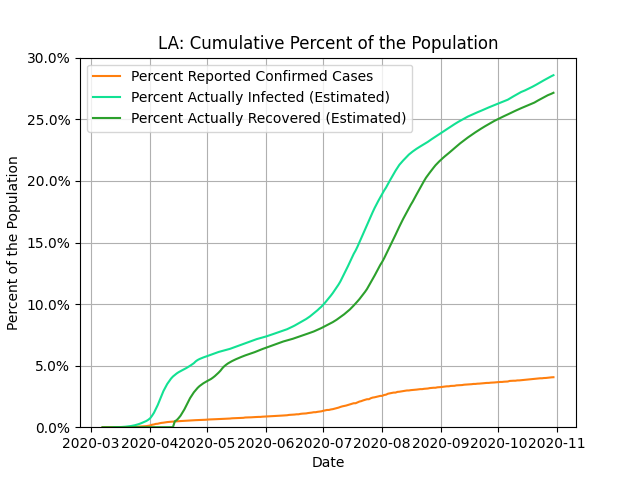 LA: Cumulative Percent of the Population
30.0%
25.0%
20.0%
15.0%
10.0%
5.0%
0.0%
Percent of the Population
Percent Reported Confirmed Cases
Percent Actually Infected (Estimated)
Percent Actually Recovered (Estimated)
2020-03 2020-04 2020-05 2020-06 2020-07 2020-08 2020-09 2020-10 2020-11
Date